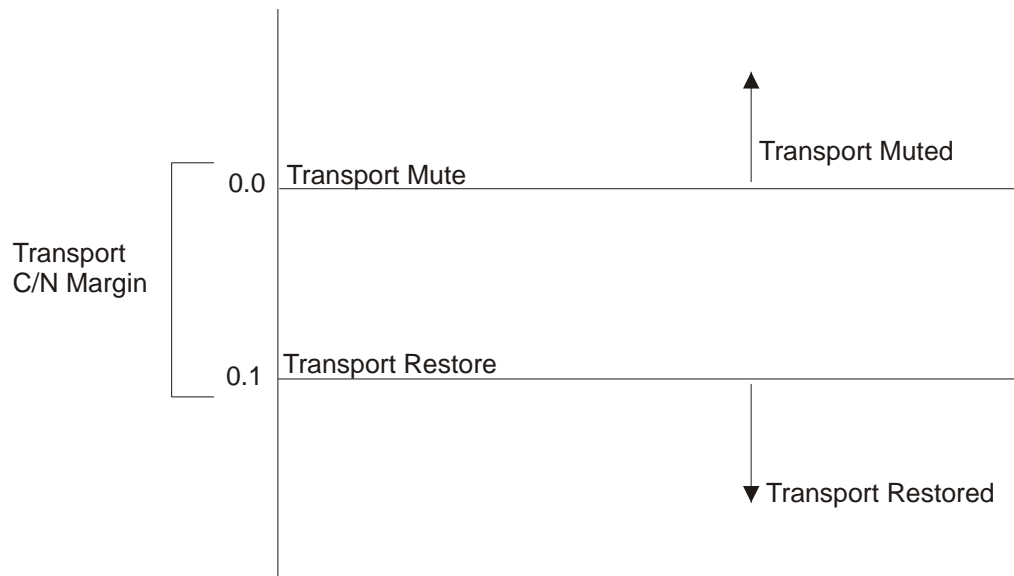 Transport Muted
0.0
Transport Mute
Transport
C/N Margin
0.1
Transport Restore
Transport Restored